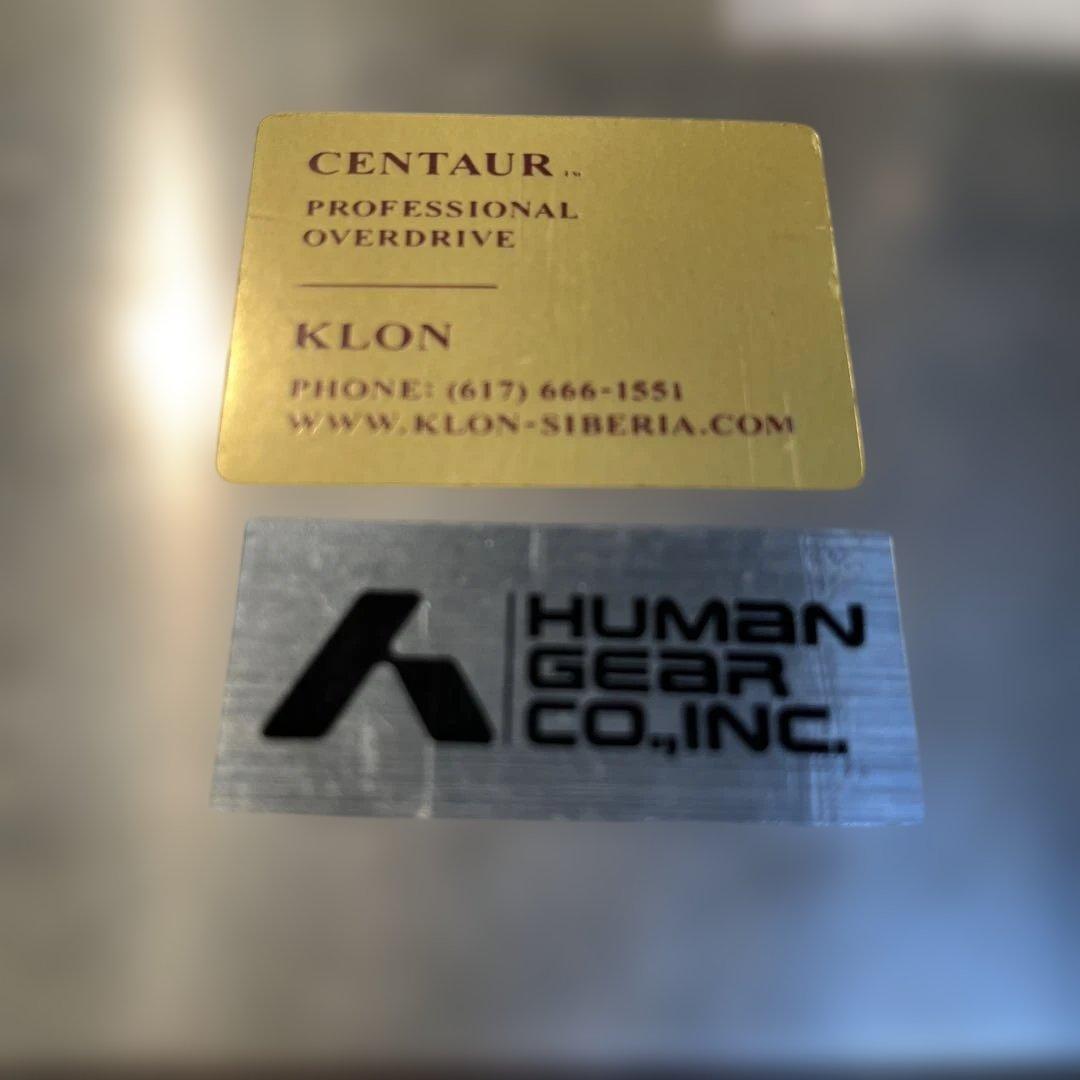 CENTAUR ™
PROFESSIONAL
OVERDRIVE
KLON
PHONE: (617) 666-1551
WWW.KLON-SIBERIA.COM
HUMAN
GEAR
CO.,INC.